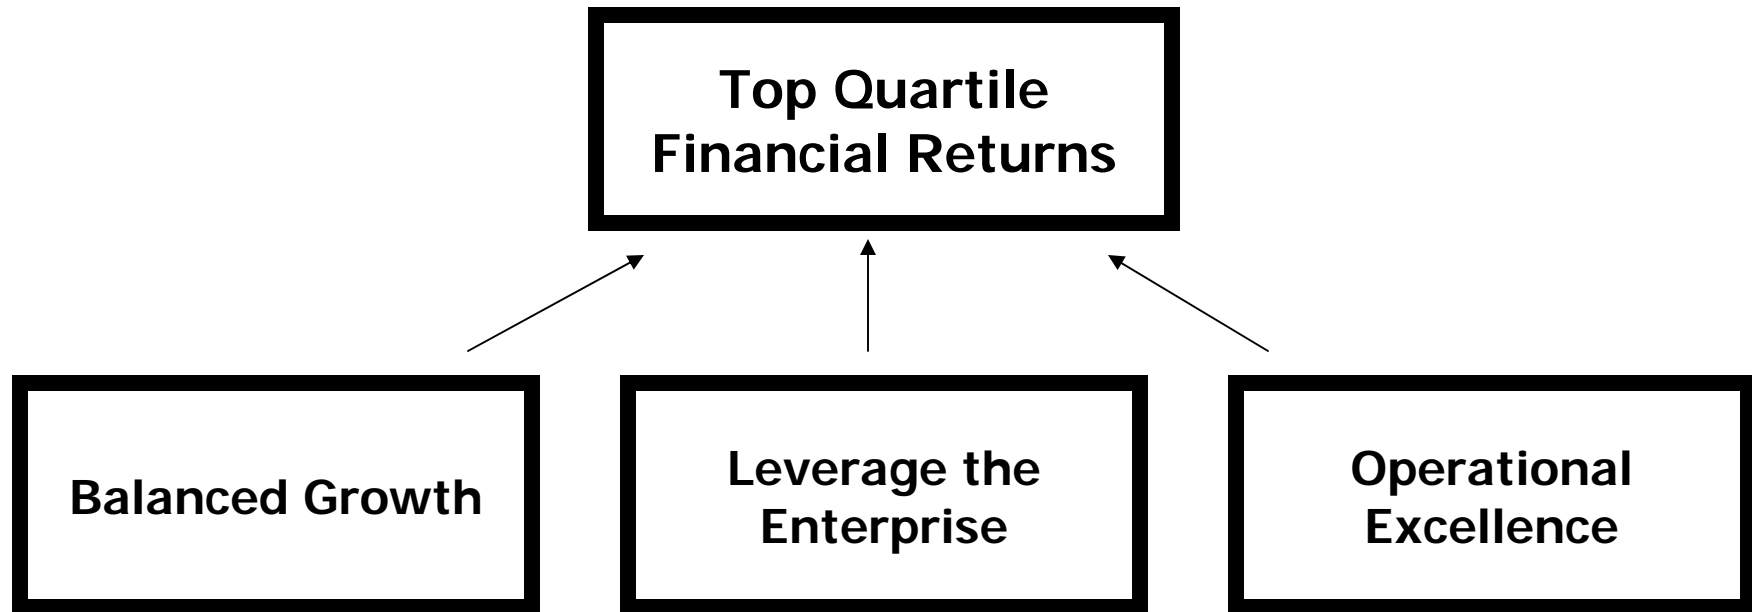 Top Quartile
Financial Returns
Balanced Growth
Leverage the
Enterprise
Operational
Excellence